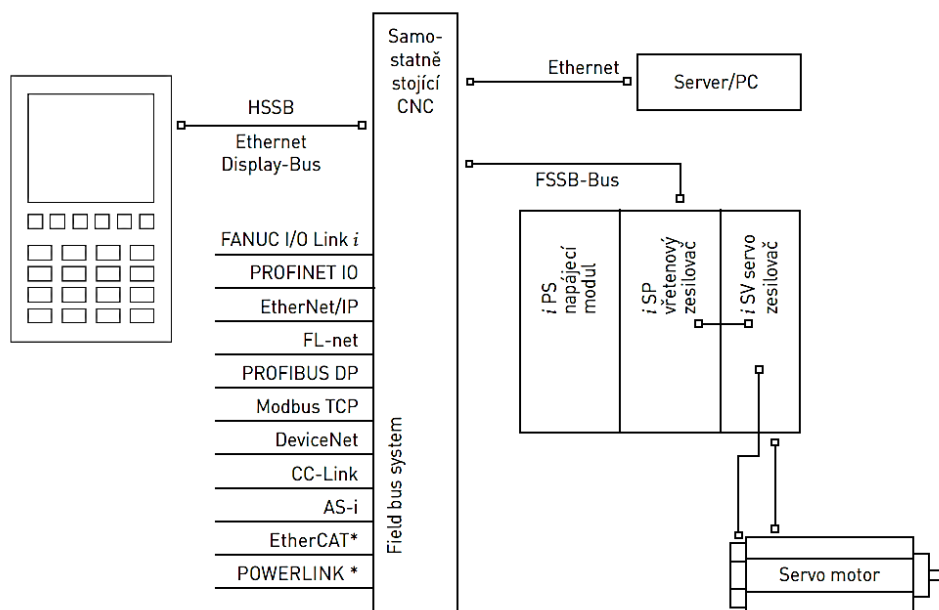 Samo-
statně
stojící
CNC
HSSB
Ethernet
Display-Bus
Ethernet
Server/PC
FSSB-Bus
FANUC I/O Link i
PROFINET IO
EtherNet/IP
FL-net
PROFIBUS DP
Modbus TCP
DeviceNet
CC-Link
AS-i
EtherCAT*
POWERLINK *
Field bus system
i PS
napájecí
modul
i SP
vřetenový
zesilovač
i SV servo
zesilovač
Servo motor